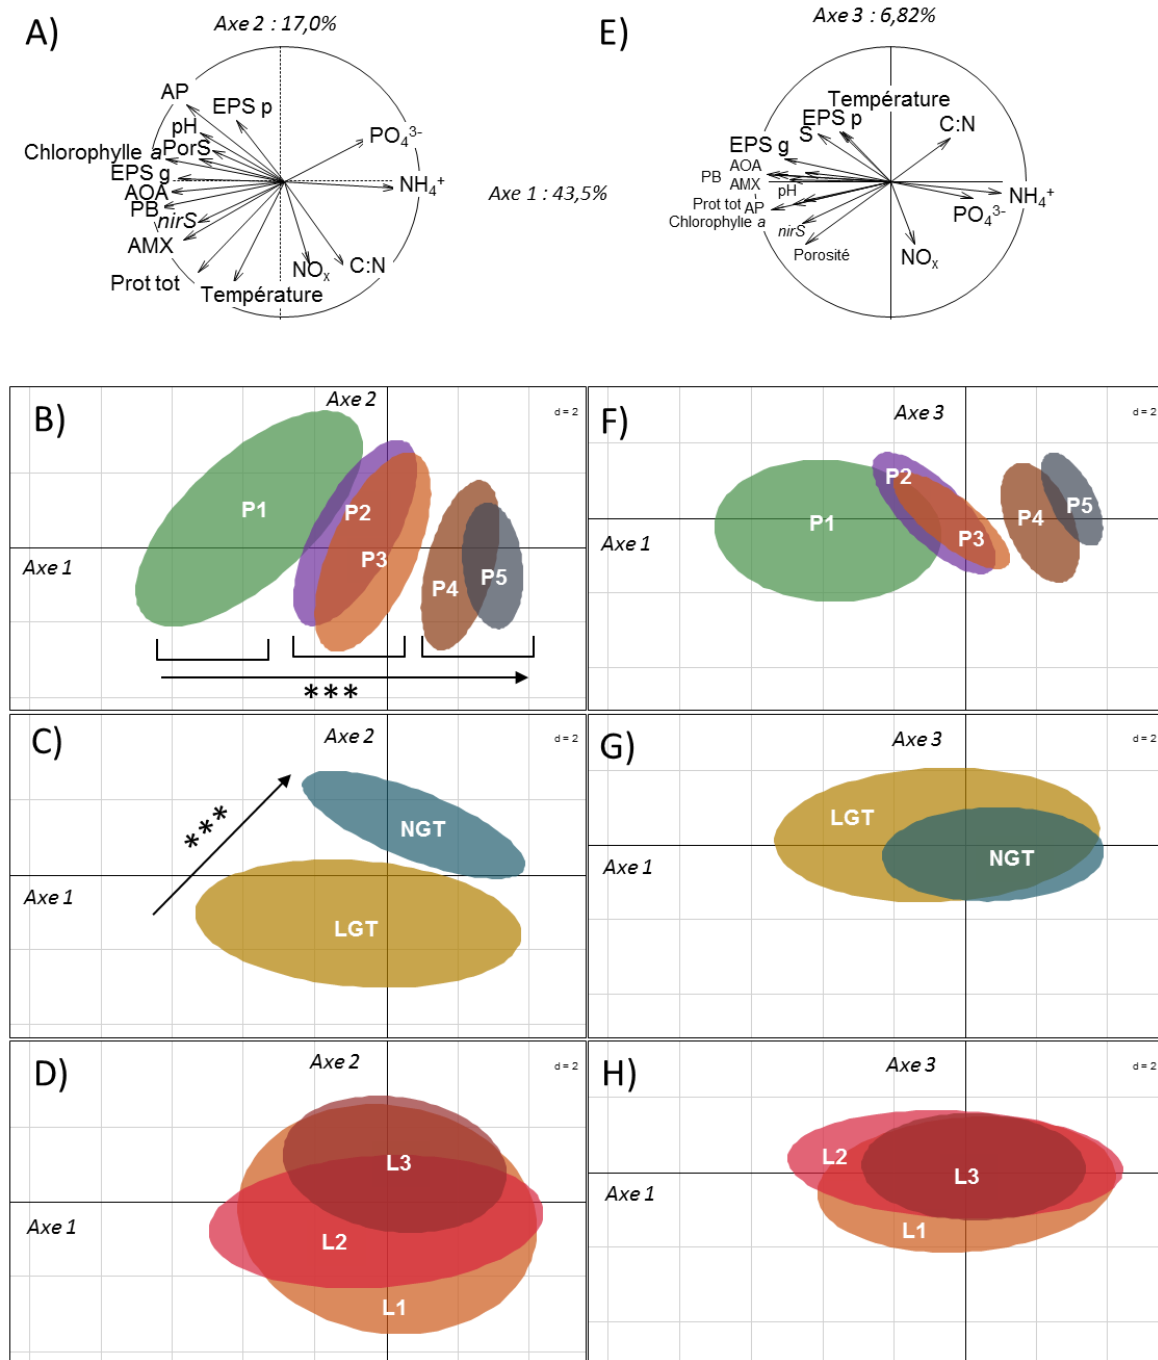 A)
Axe 2 : 17,0%
AP
EPS p
pH
PO₄³⁻
Chlorophylle a
PorS
EPS g
AOA
NH₄⁺
PB
nirS
AMX
Prot tot
NOₓ
C:N
Température
Axe 1 : 43,5%
E)
Axe 3 : 6,82%
Température
EPS p
S
C:N
EPS g
AOA
PB
AMX
pH
NH₄⁺
Prot tot
AP
PO₄³⁻
Chlorophylle a
nirS
Porosité
NOₓ
B)
Axe 2
d = 2
P1
P2
P3
Axe 1
P4
P5
***
F)
Axe 3
d = 2
P2
P1
P3
P4
P5
Axe 1
C)
Axe 2
d = 2
***
NGT
Axe 1
LGT
G)
Axe 3
d = 2
LGT
NGT
Axe 1
D)
Axe 2
d = 2
L3
Axe 1
L2
L1
H)
Axe 3
d = 2
L2
L3
Axe 1
L1